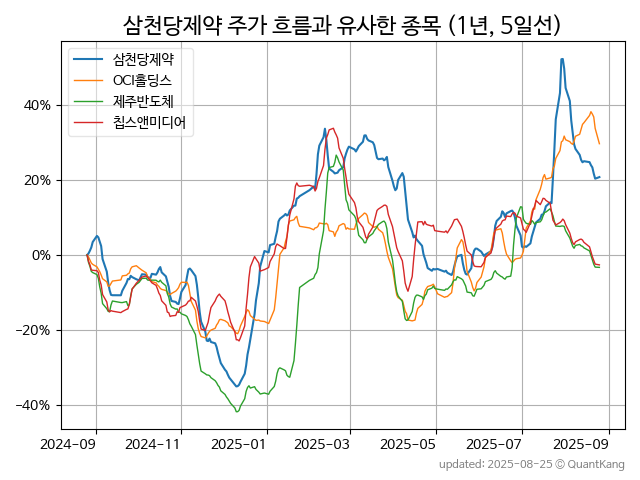 삼천당제약 주가 흐름과 유사한 종목 (1년, 5일선)
삼천당제약
OCI홀딩스
제주반도체
칩스앤미디어
40%
20%
0%
−20%
−40%
2024-09 2024-11 2025-01 2025-03 2025-05 2025-07 2025-09
updated: 2025-08-25 © QuantKang